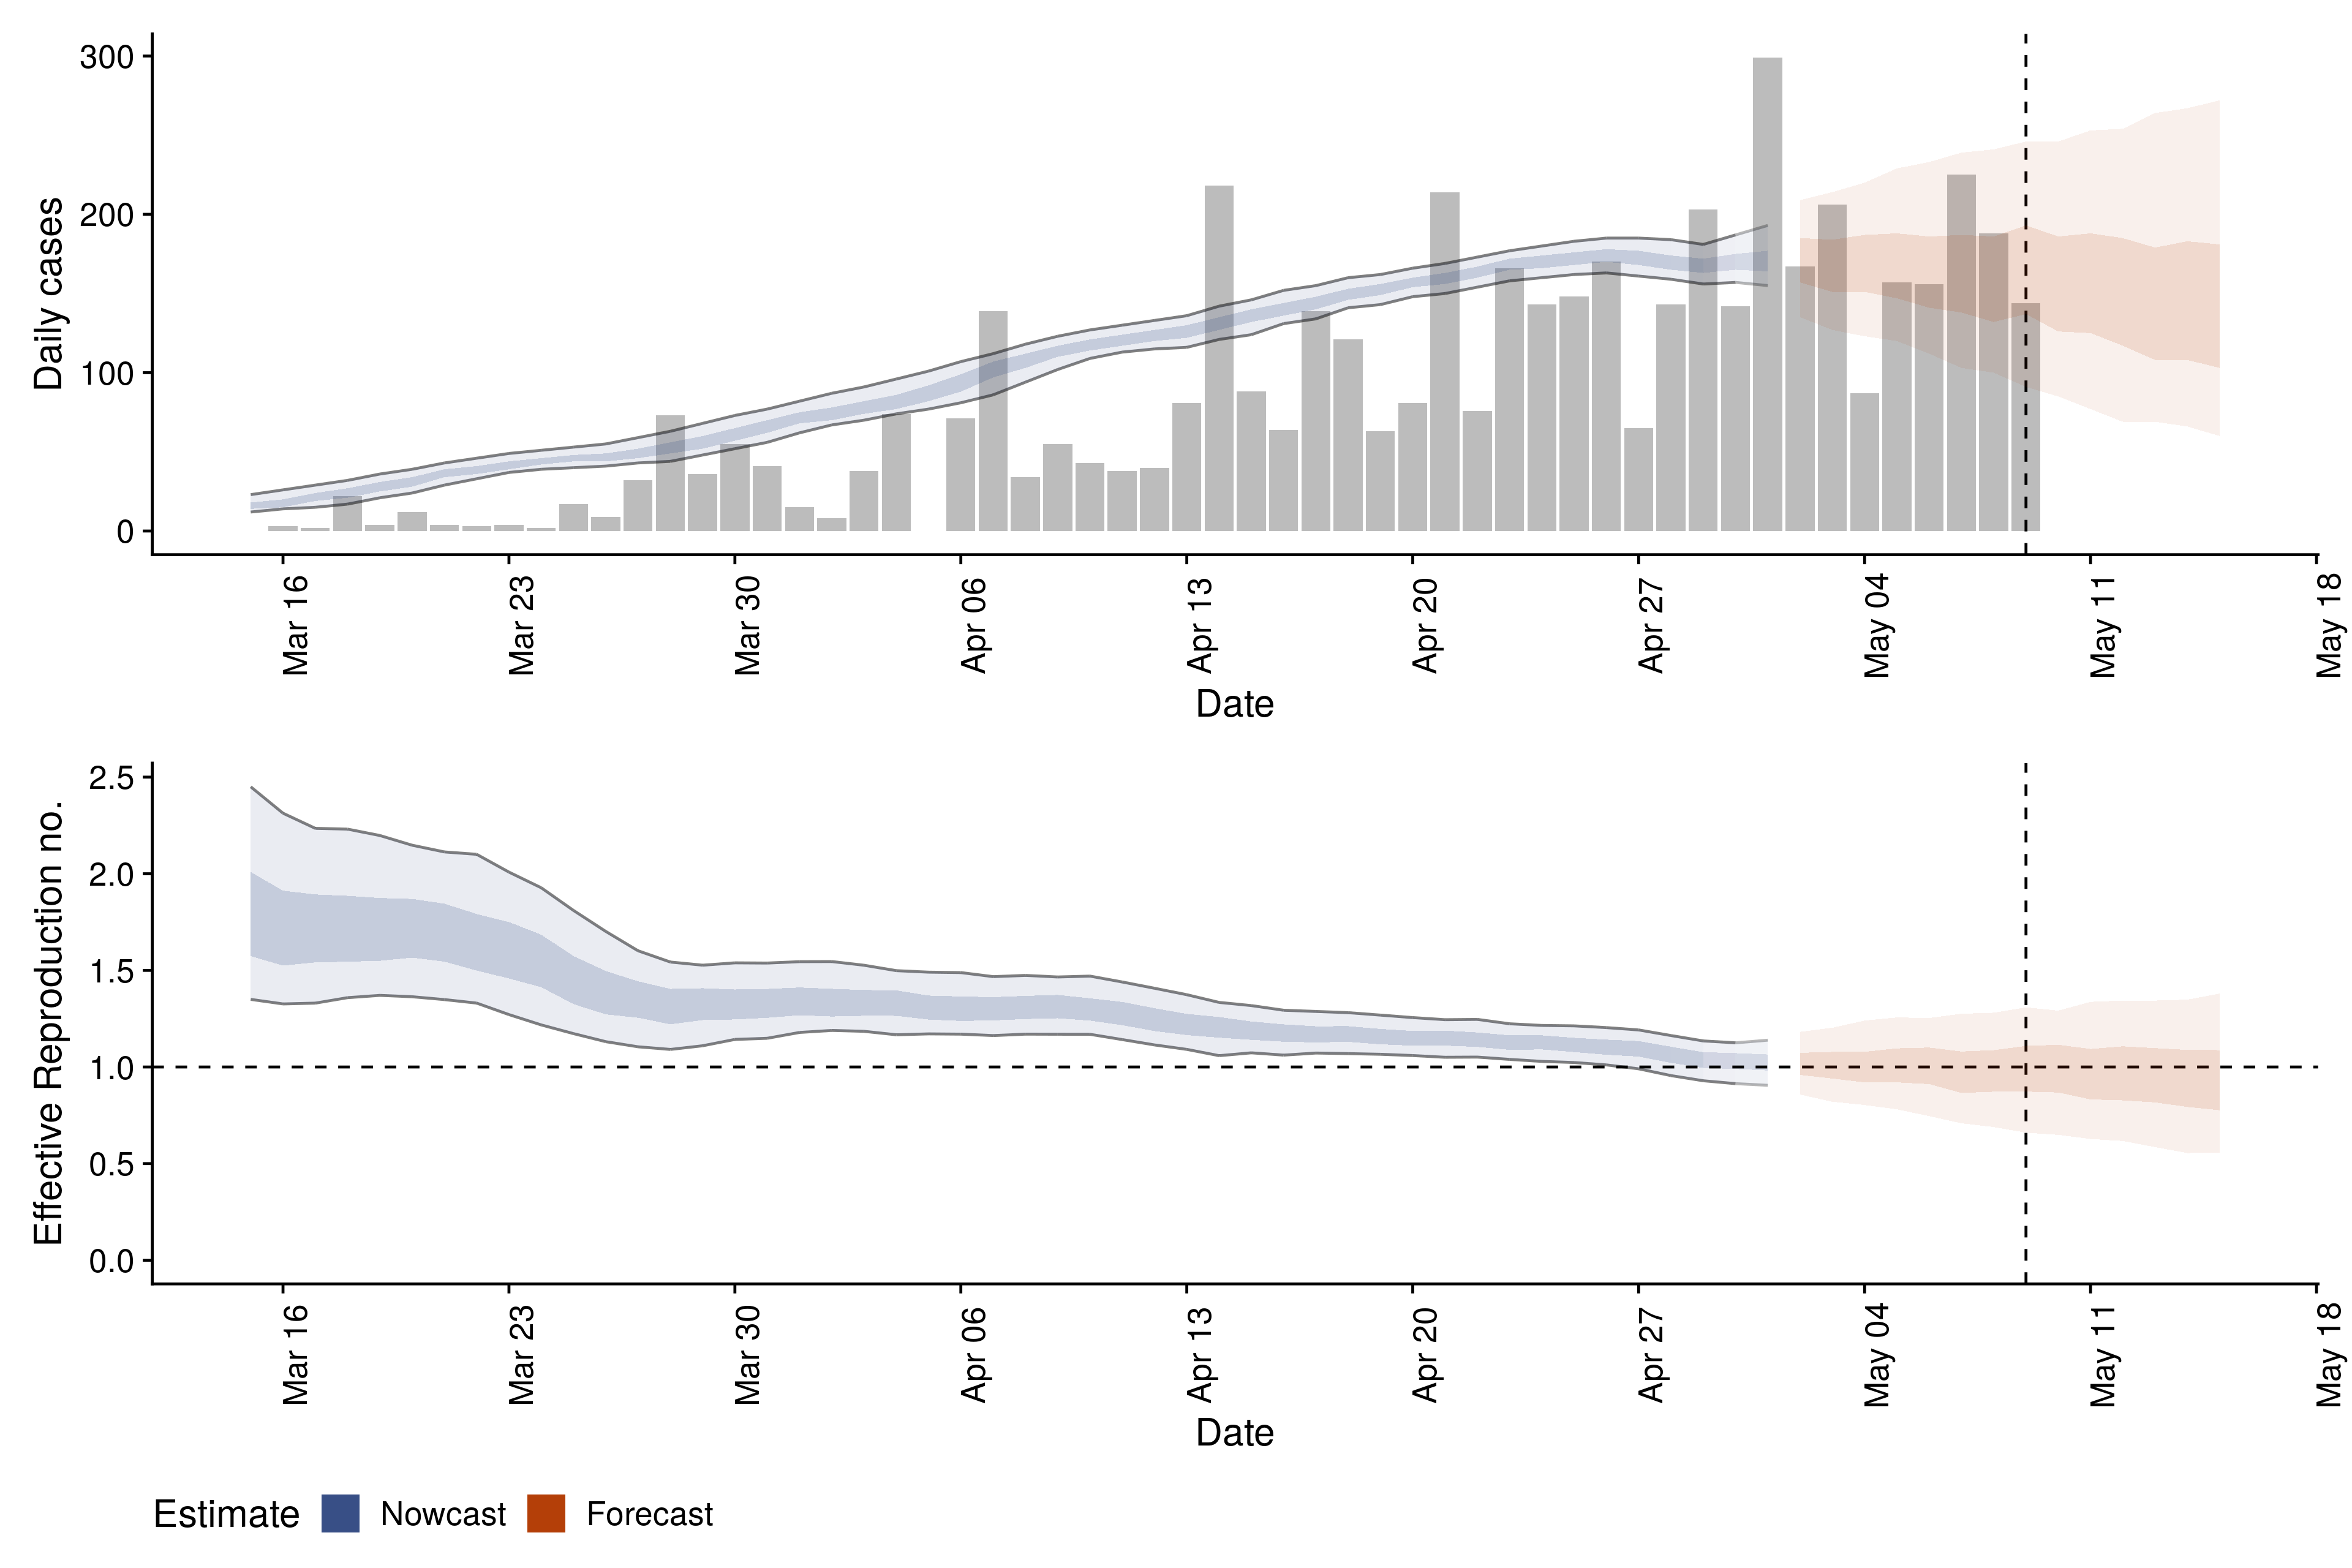 300
200
100
0
Daily cases
Mar 16
Mar 23
Mar 30
Apr 06
Apr 13
Apr 20
Apr 27
May 04
May 11
May 18
Date
2.5
2.0
1.5
1.0
0.5
0.0
Effective Reproduction no.
Mar 16
Mar 23
Mar 30
Apr 06
Apr 13
Apr 20
Apr 27
May 04
May 11
May 18
Date
Estimate Nowcast Forecast